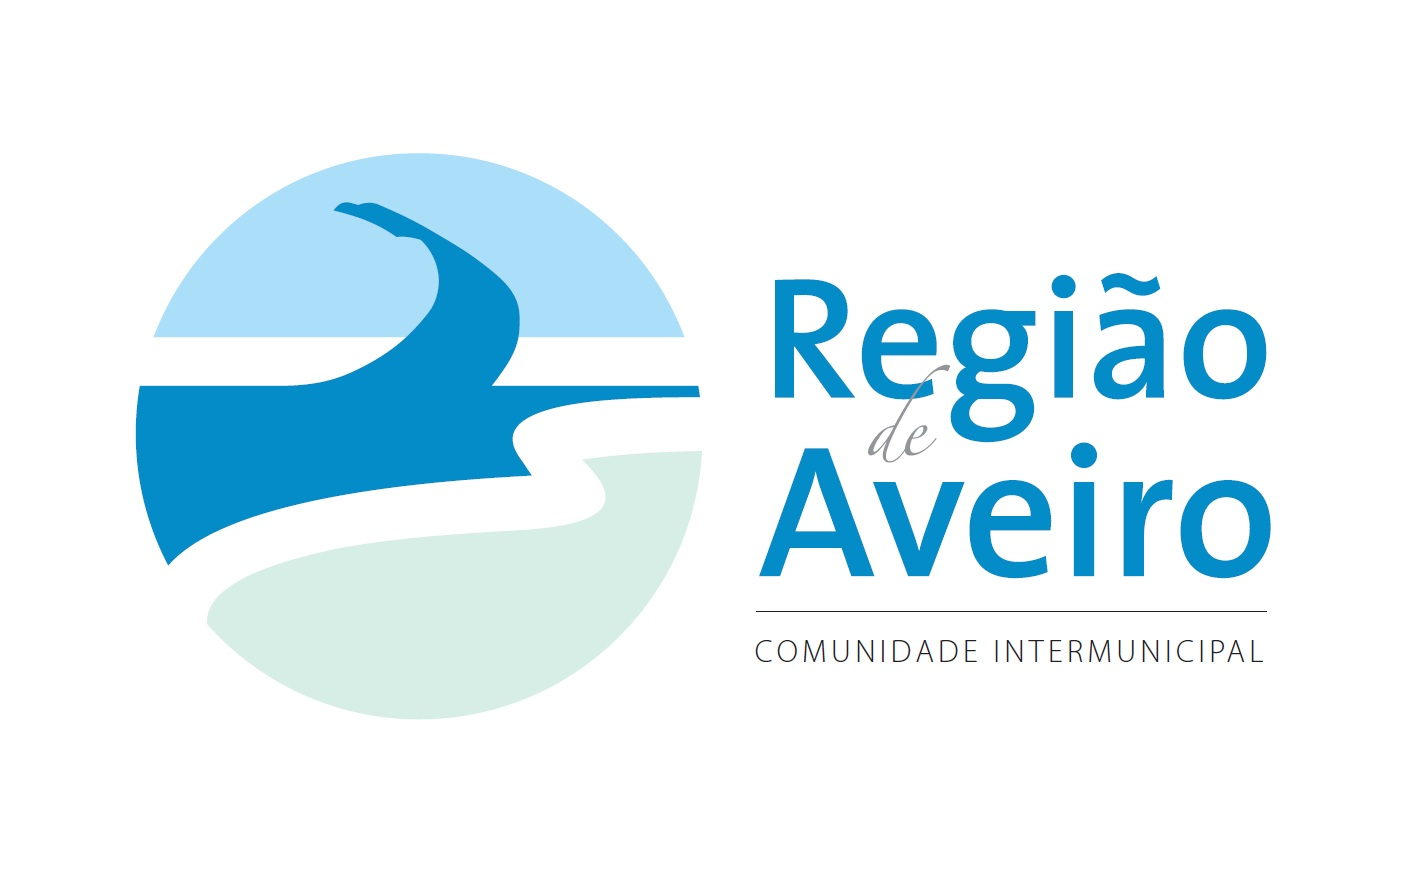 Região
de
Aveiro
COMUNIDADE INTERMUNICIPAL